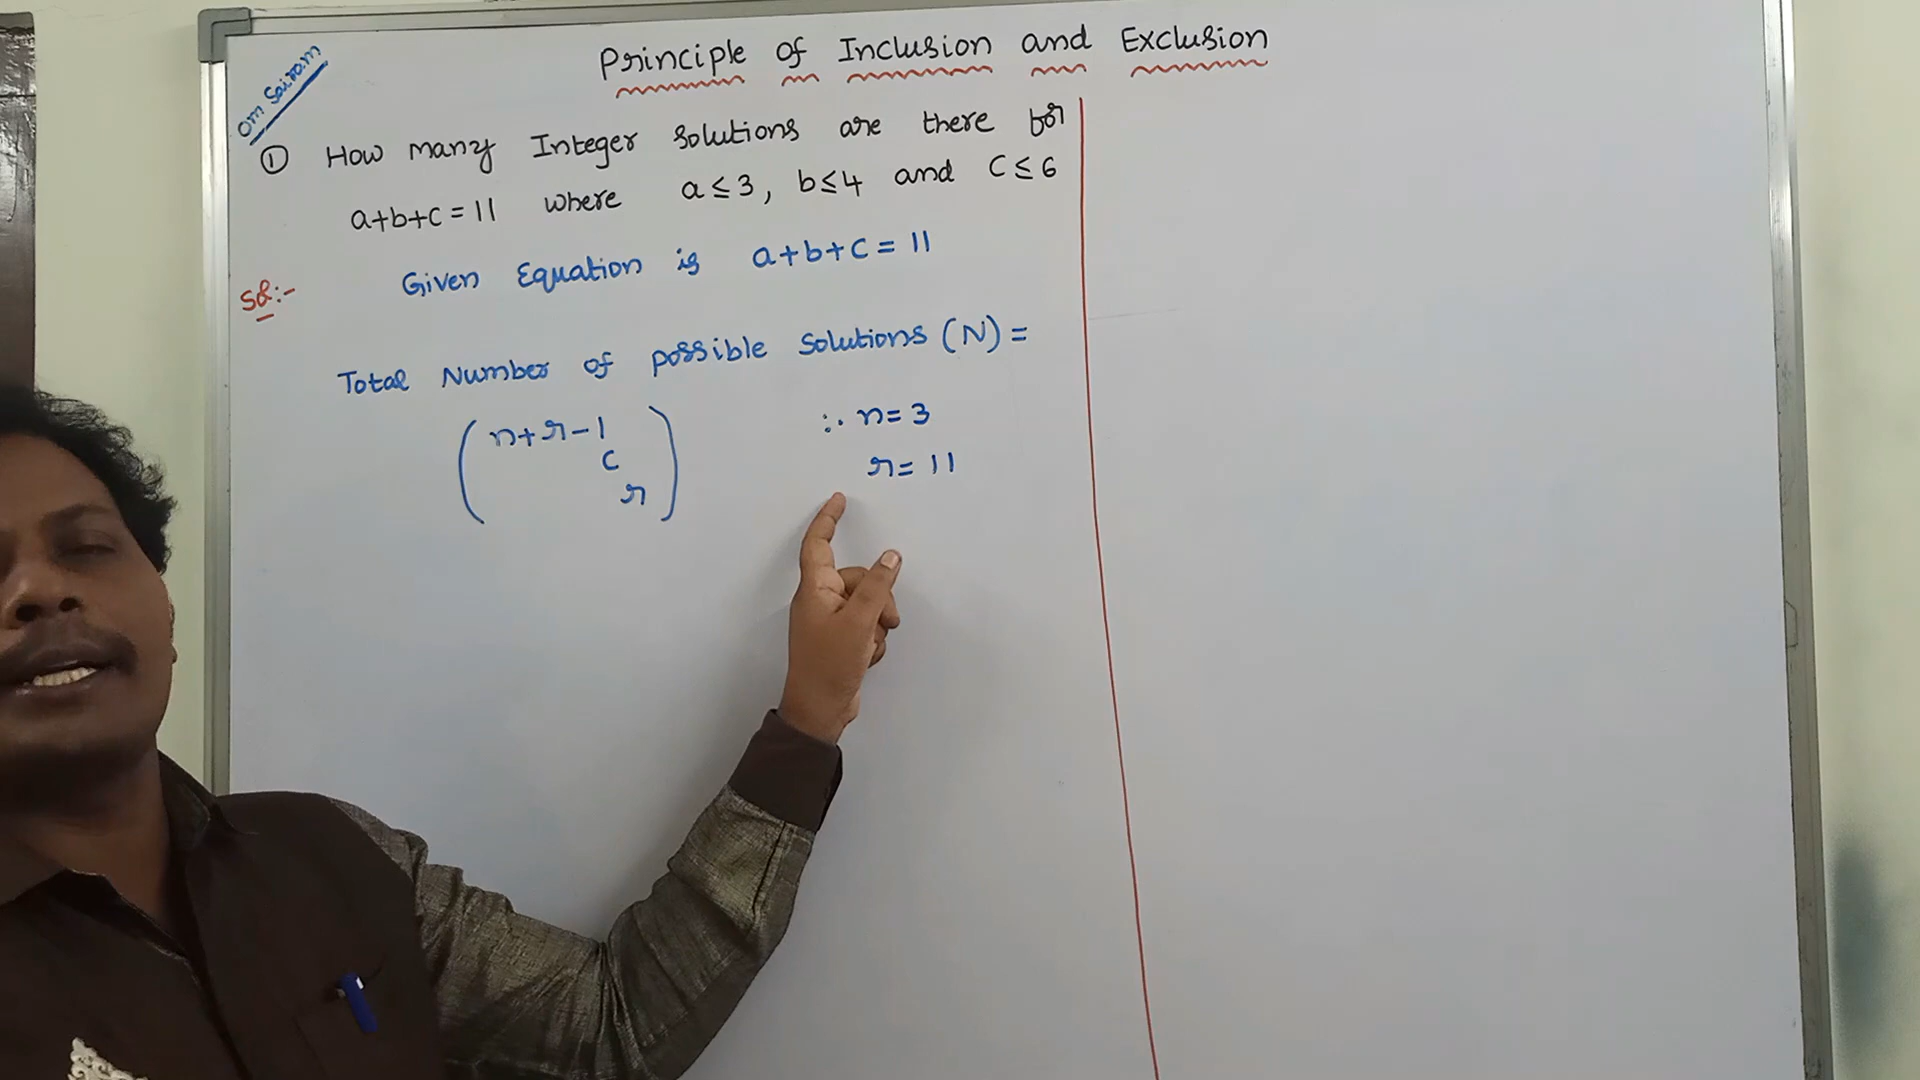 Om Sairam
Principle of Inclusion and Exclusion
① How many Integer solutions are there for
a+b+c = 11 where a ≤ 3, b ≤ 4 and C ≤ 6
Sol:- Given Equation is a+b+c = 11
Total Number of possible solutions (N) =
( n+r-1 C r ) ∴ n = 3
r = 11